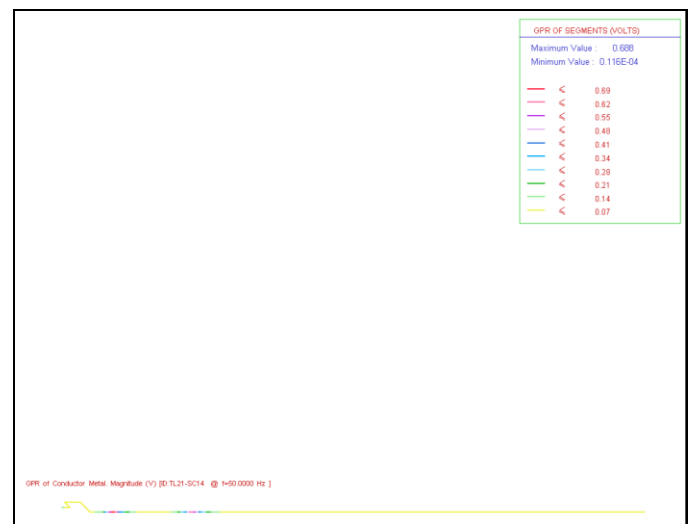 GPR OF SEGMENTS (VOLTS)
Maximum Value : 0.688
Minimum Value : 0.116E-04
⩽ 0.69
⩽ 0.62
⩽ 0.55
⩽ 0.48
⩽ 0.41
⩽ 0.34
⩽ 0.28
⩽ 0.21
⩽ 0.14
⩽ 0.07
GPR of Conductor Metal. Magnitude (V) [ID:TL21-SC14 @ f=50.0000 Hz ]